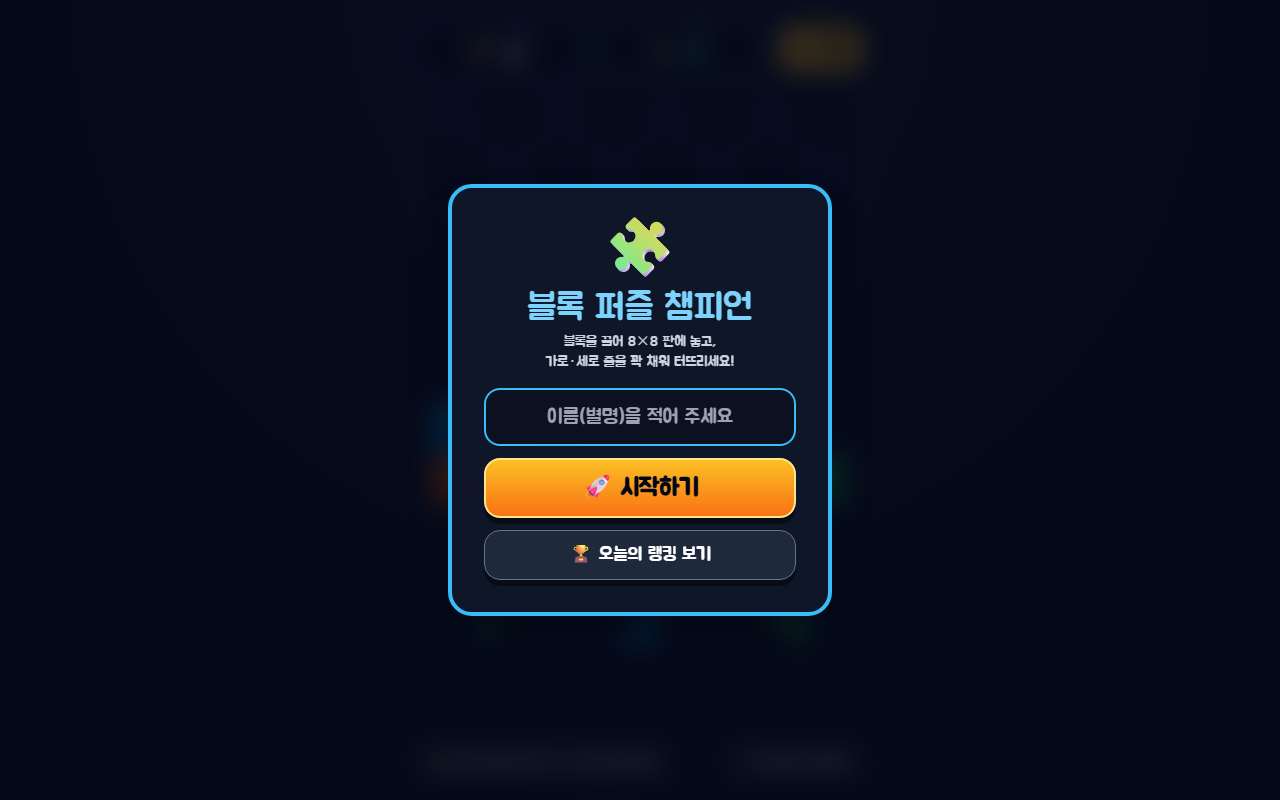 블록 퍼즐 챔피언
블록을 끌어 8×8 판에 놓고,
가로·세로 줄을 꽉 채워 터뜨리세요!
이름(별명)을 적어 주세요
🚀 시작하기
🏆 오늘의 랭킹 보기